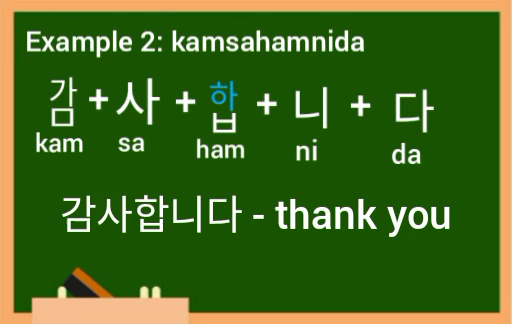 Example 2: kamsahamnida
감 + 사 + 합 + 니 + 다
kam sa ham ni da
감사합니다 - thank you